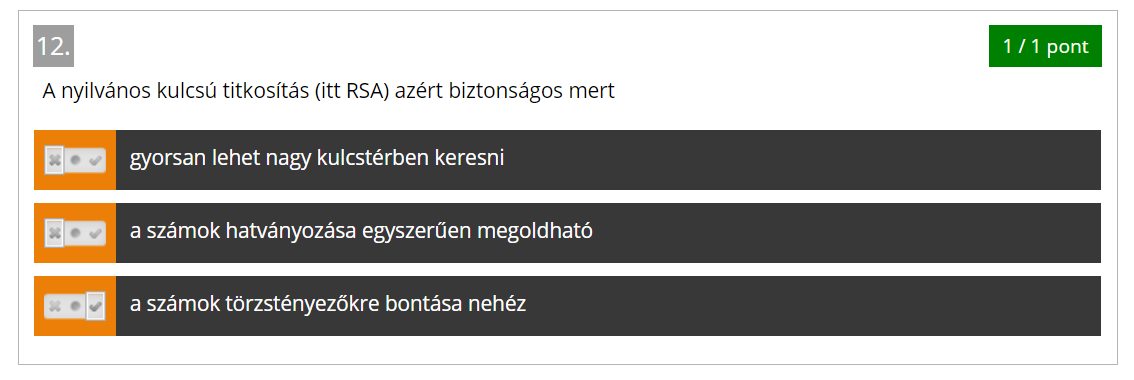 12.
1 / 1 pont
A nyilvános kulcsú titkosítás (itt RSA) azért biztonságos mert
gyorsan lehet nagy kulcstérben keresni
a számok hatványozása egyszerűen megoldható
a számok törzstényezőkre bontása nehéz